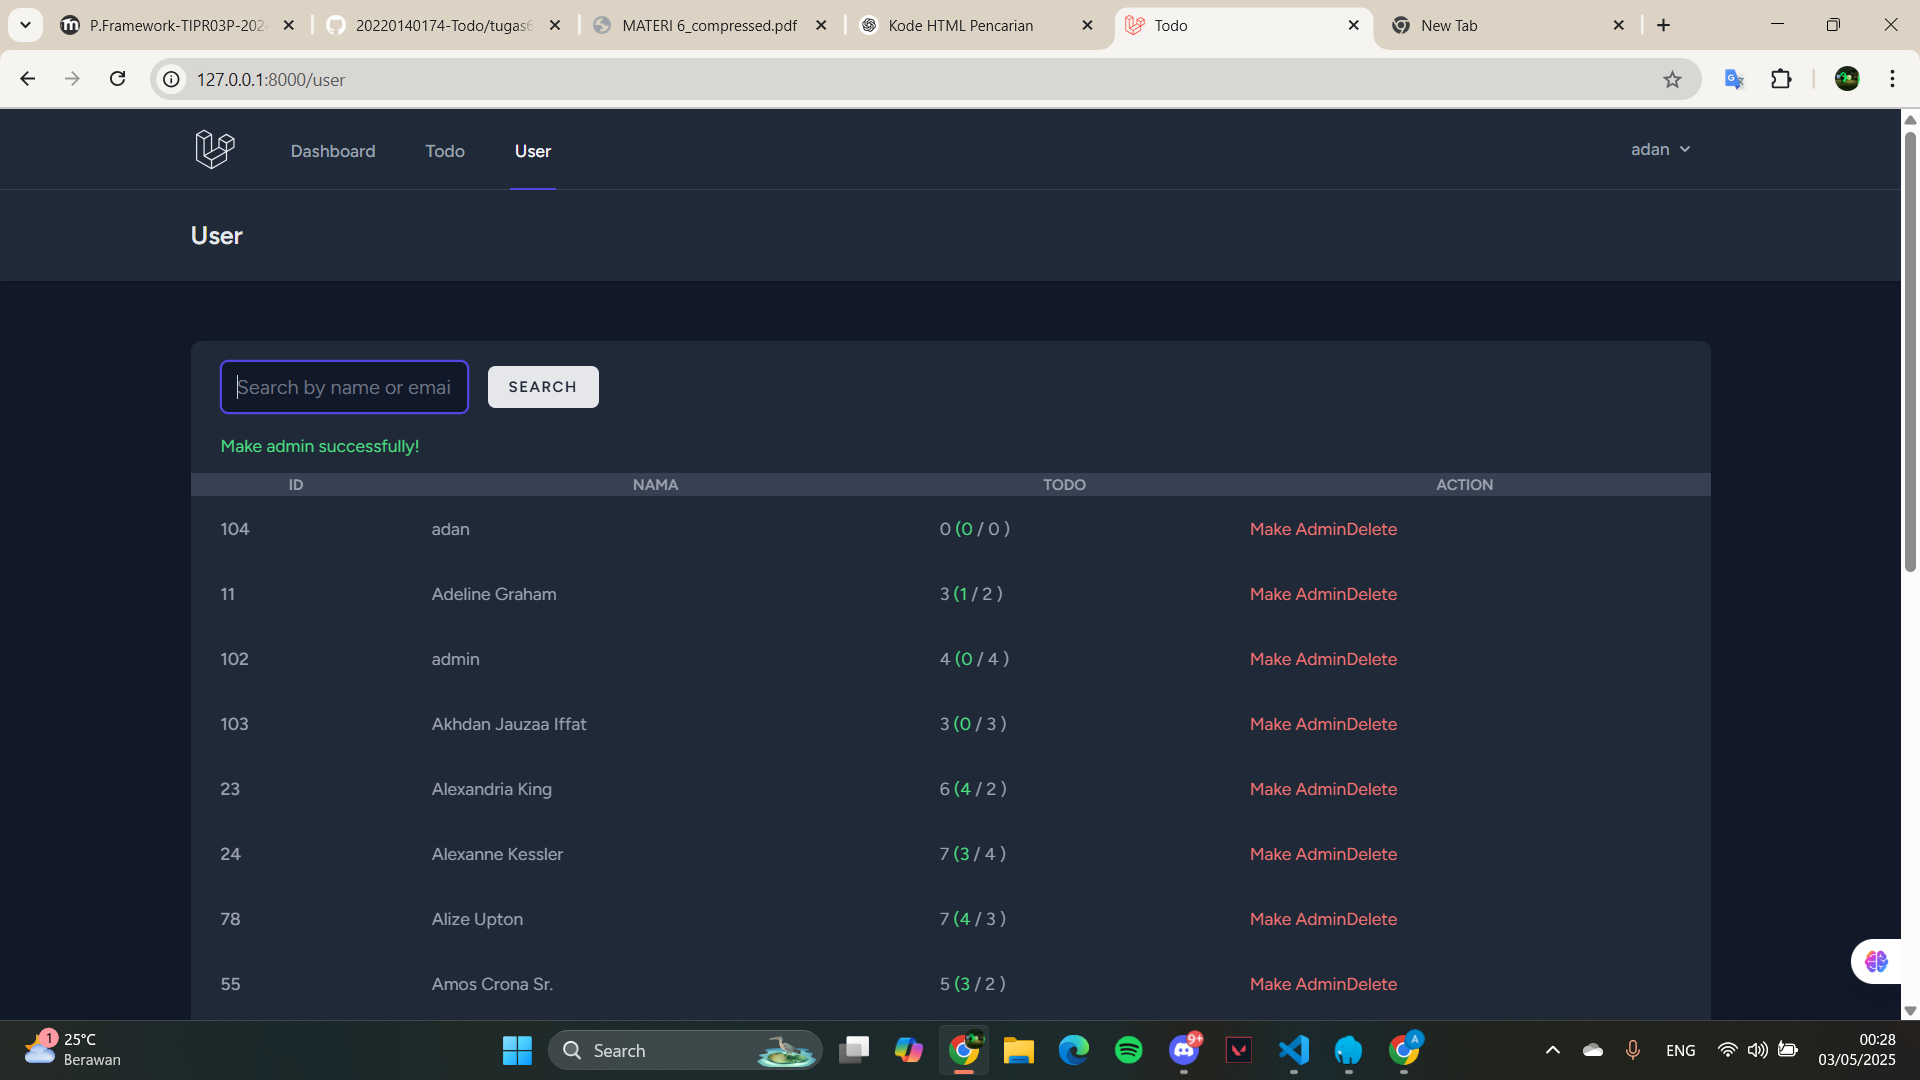 P.Framework-TIPR03P-202
20220140174-Todo/tugas6
MATERI 6_compressed.pdf
Kode HTML Pencarian
Todo
New Tab
127.0.0.1:8000/user
Dashboard
Todo
User
adan
User
Search by name or emai
SEARCH
Make admin successfully!
ID NAMA TODO ACTION
104 adan 0 (0 / 0 ) Make AdminDelete
11 Adeline Graham 3 (1 / 2 ) Make AdminDelete
102 admin 4 (0 / 4 ) Make AdminDelete
103 Akhdan Jauzaa Iffat 3 (0 / 3 ) Make AdminDelete
23 Alexandria King 6 (4 / 2 ) Make AdminDelete
24 Alexanne Kessler 7 (3 / 4 ) Make AdminDelete
78 Alize Upton 7 (4 / 3 ) Make AdminDelete
55 Amos Crona Sr. 5 (3 / 2 ) Make AdminDelete
1
25°C
Berawan
Search
9+
A
ENG
00:28
03/05/2025